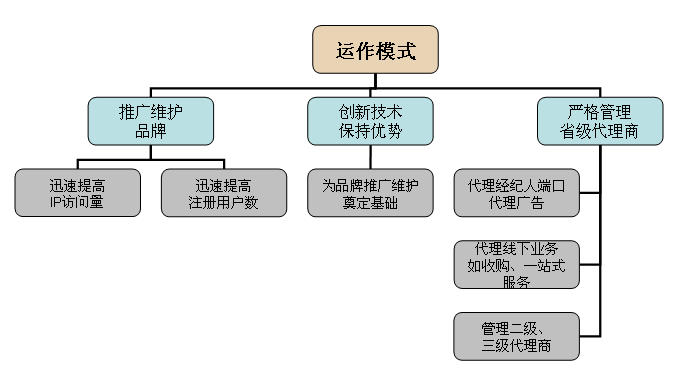 运作模式
推广维护
品牌
创新技术
保持优势
严格管理
省级代理商
迅速提高
IP访问量
迅速提高
注册用户数
为品牌推广维护
奠定基础
代理经纪人端口
代理广告
代理线下业务
如收购、一站式
服务
管理二级、
三级代理商